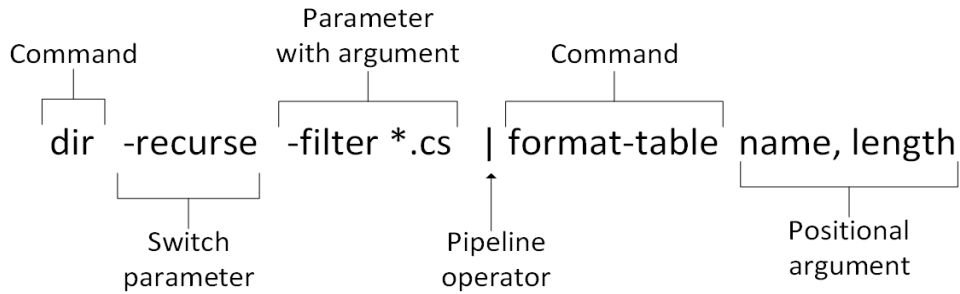 Parameter
Command with argument Command
dir -recurse -filter *.cs | format-table name, length
Switch Pipeline Positional
parameter operator argument